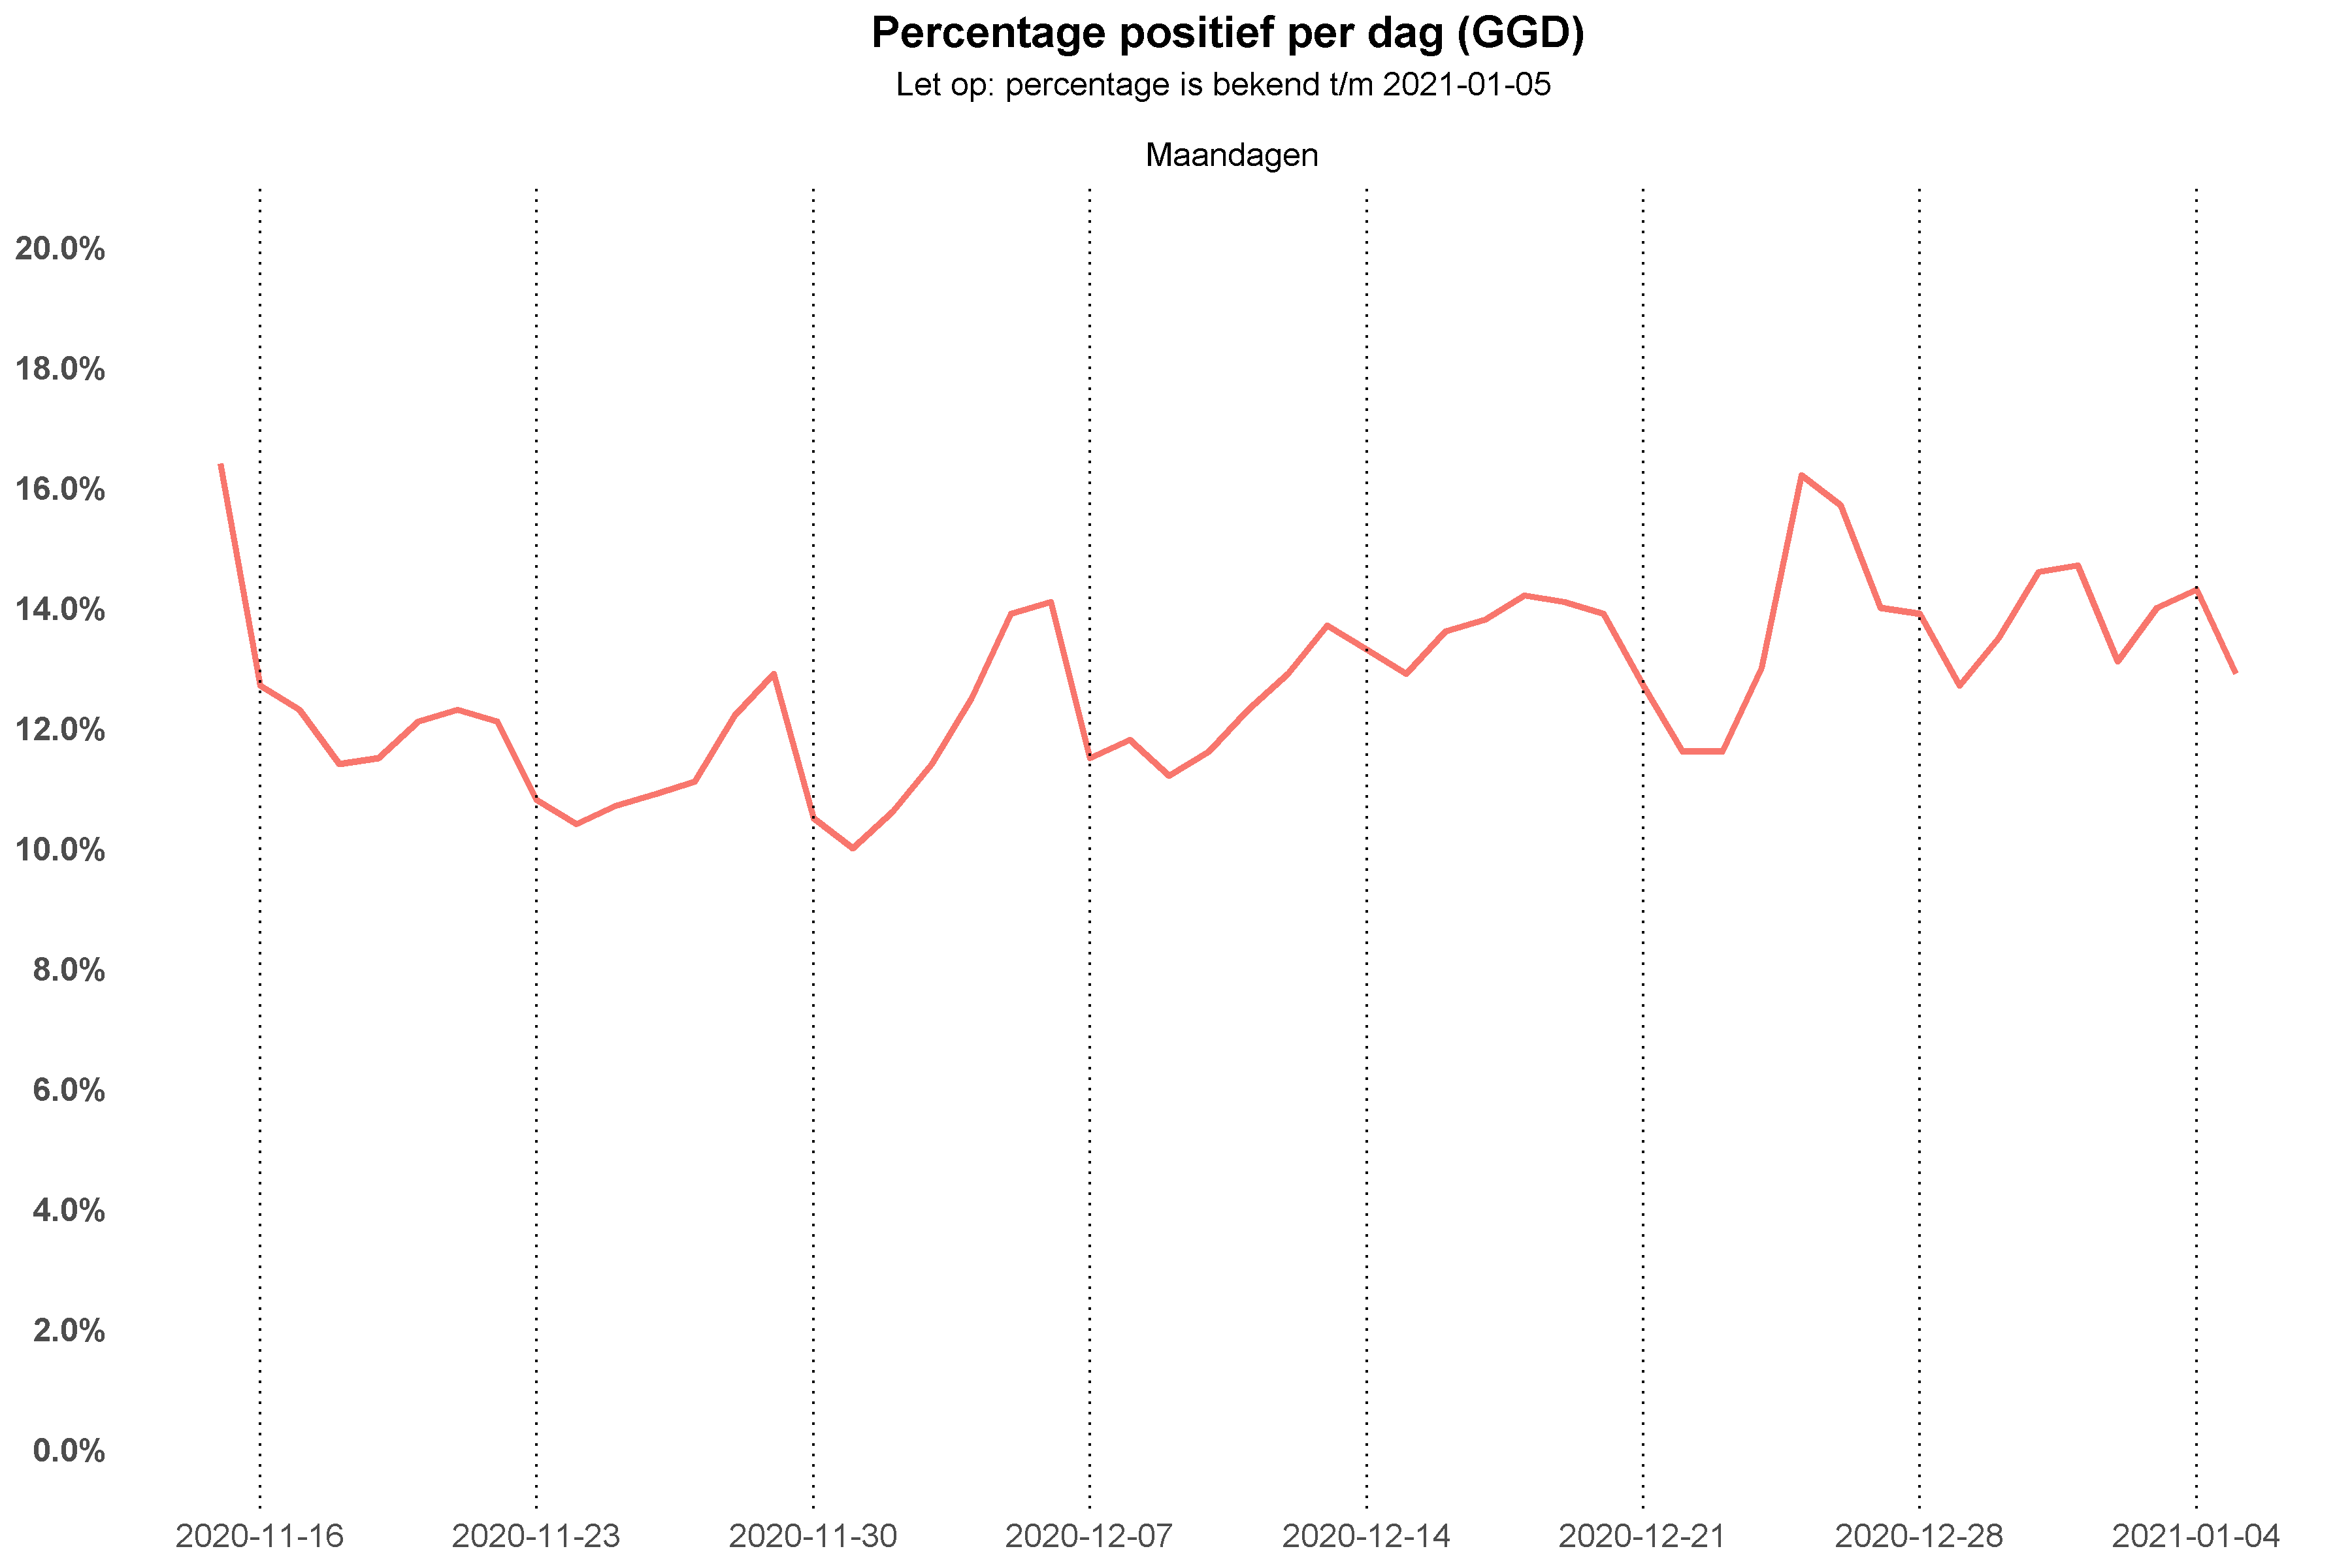 Percentage positief per dag (GGD)
Let op: percentage is bekend t/m 2021-01-05
Maandagen
20.0%
18.0%
16.0%
14.0%
12.0%
10.0%
8.0%
6.0%
4.0%
2.0%
0.0%
2020-11-16 2020-11-23 2020-11-30 2020-12-07 2020-12-14 2020-12-21 2020-12-28 2021-01-04